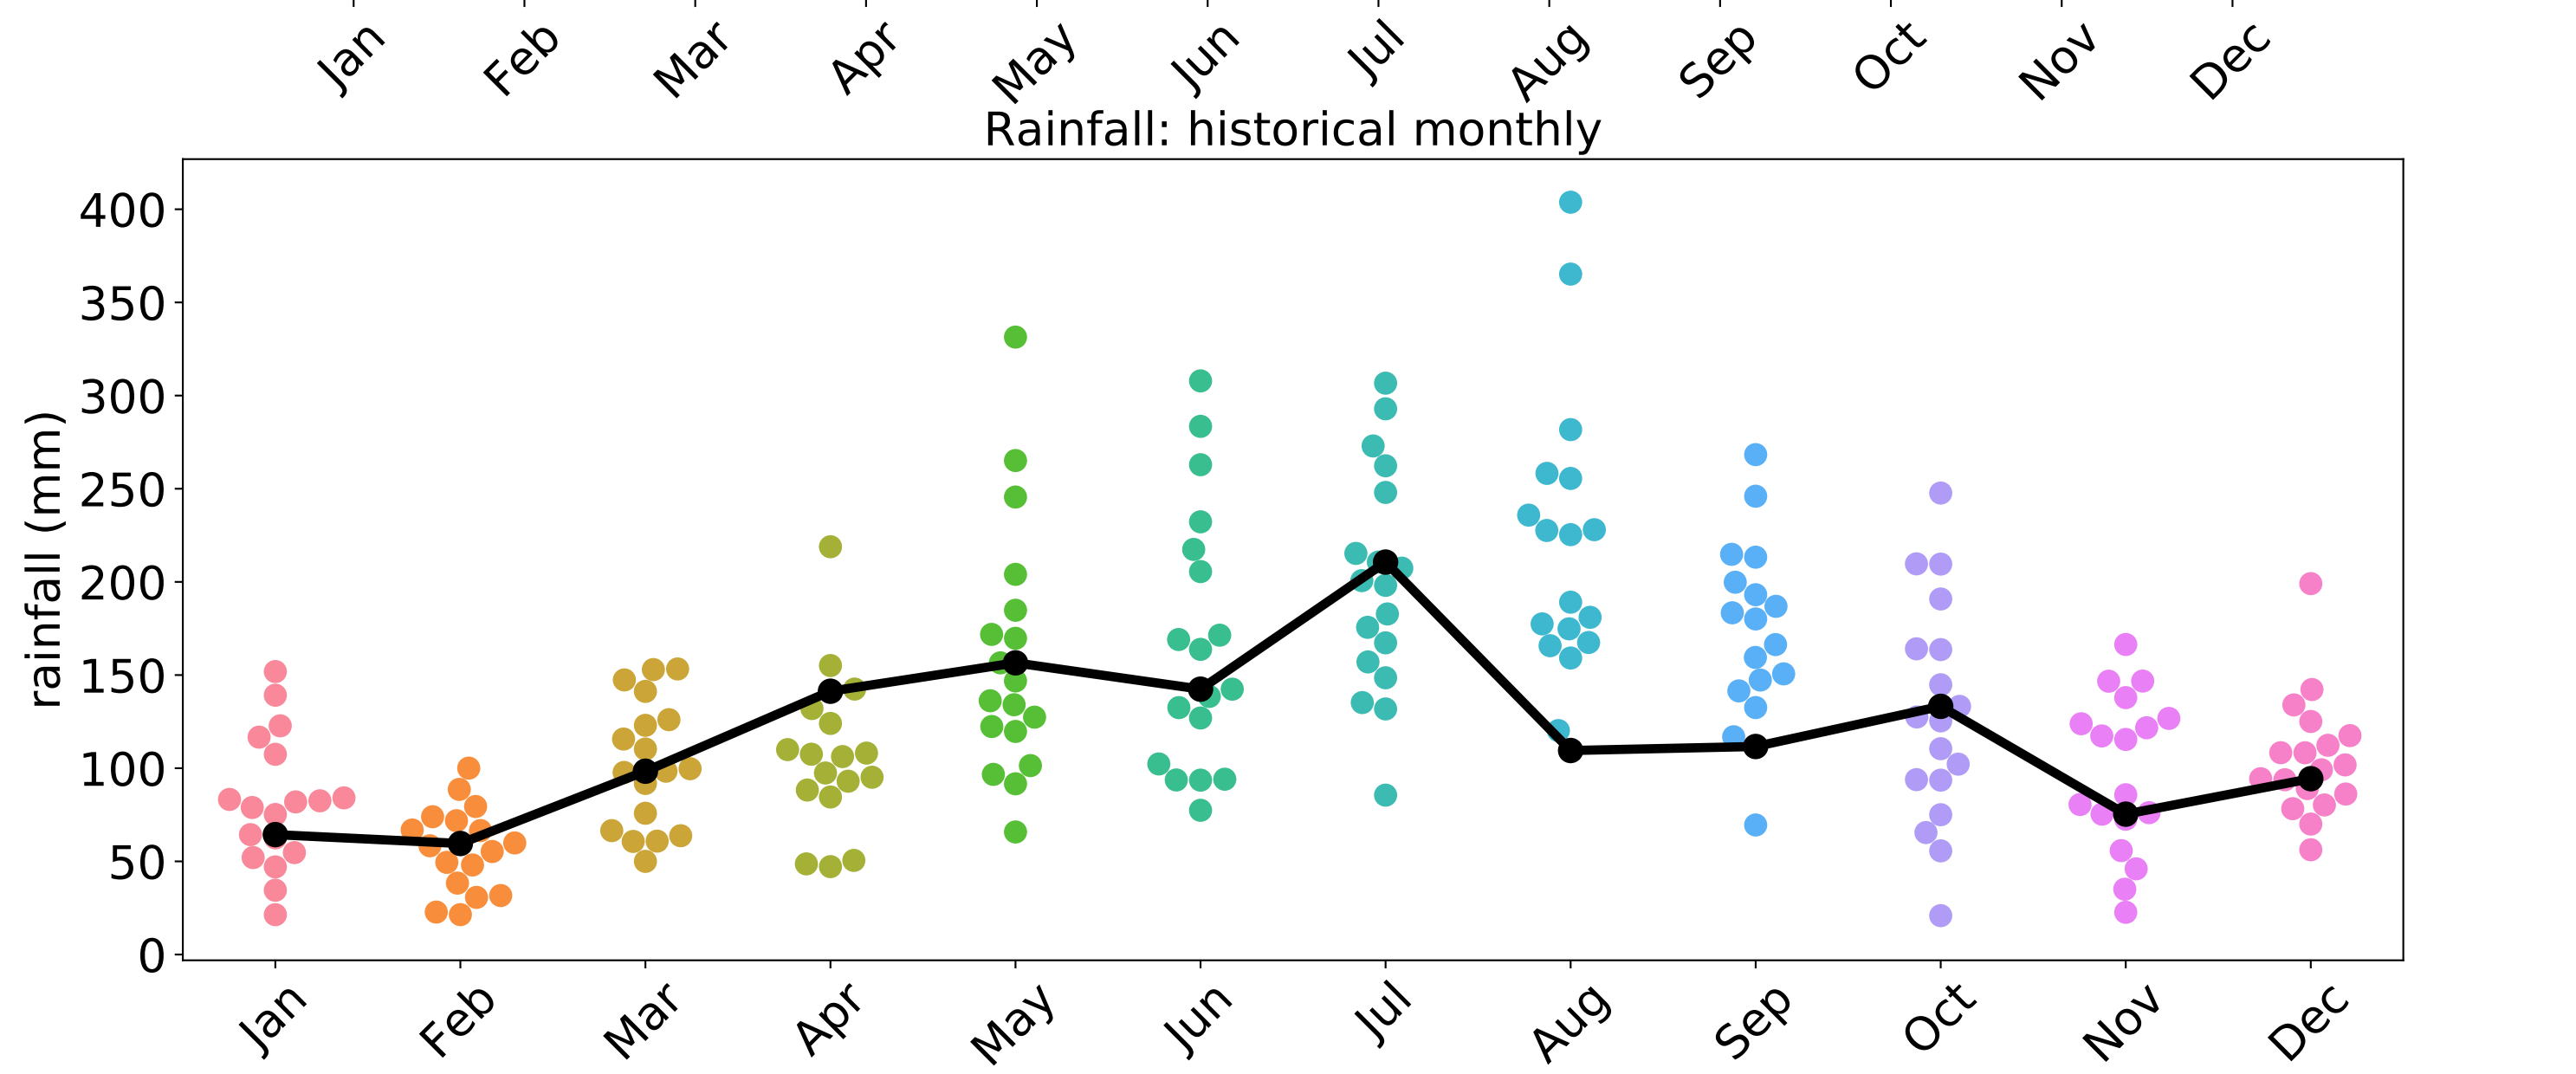 Jan Feb Mar Apr May Jun Jul Aug Sep Oct Nov Dec
Rainfall: historical monthly
400
350
300
250
200
150
100
50
0
rainfall (mm)
Jan Feb Mar Apr May Jun Jul Aug Sep Oct Nov Dec